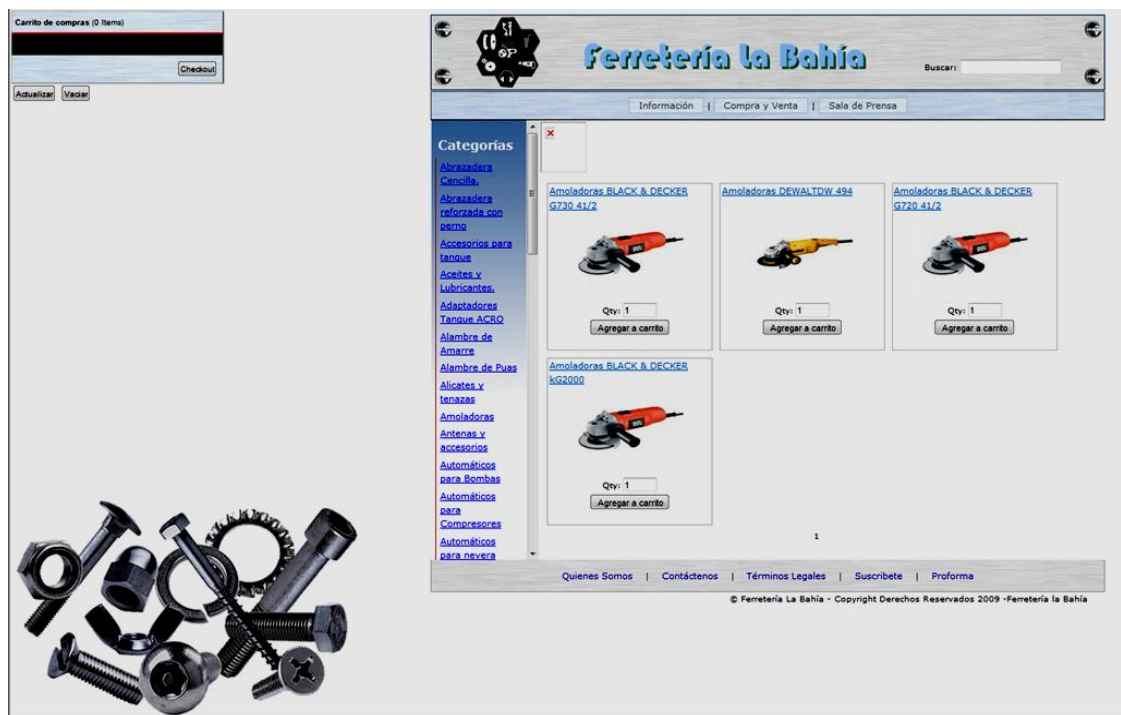 Carrito de compras (0 Items)
Checkout
Actualizar Vaciar
Ferretería La Bahía
Buscar:
Información | Compra y Venta | Sala de Prensa
Categorías
Abrazadera
Cencilla.
Abrazadera
reforzada con
perno
Accesorios para
tanque
Aceites y
Lubricantes.
Adaptadores
Tanque ACRO
Alambre de
Amarre
Alambre de Puas
Alicates y
tenazas
Amoladoras
Antenas y
accesorios
Automáticos
para Bombas
Automáticos
para
Compresores
Automáticos
para nevera
Amoladoras BLACK & DECKER
G730 41/2
Qty: 1
Agregar a carrito
Amoladoras DEWALTDW 494
Qty: 1
Agregar a carrito
Amoladoras BLACK & DECKER
G720 41/2
Qty: 1
Agregar a carrito
Amoladoras BLACK & DECKER
kG2000
Qty: 1
Agregar a carrito
1
Quienes Somos | Contáctenos | Términos Legales | Suscribete | Proforma
© Ferretería La Bahía - Copyright Derechos Reservados 2009 -Ferretería la Bahía